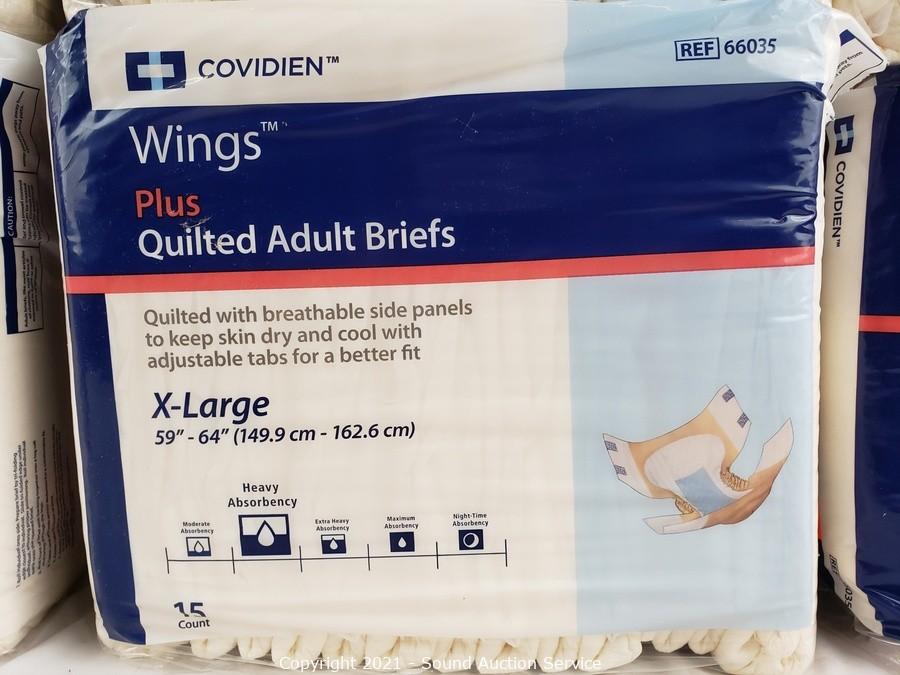 COVIDIEN™
REF 66035
Wings™
Plus
Quilted Adult Briefs
Quilted with breathable side panels
to keep skin dry and cool with
adjustable tabs for a better fit
X-Large
59” - 64” (149.9 cm - 162.6 cm)
Moderate
Absorbency
Heavy
Absorbency
Extra Heavy
Absorbency
Maximum
Absorbency
Night-Time
Absorbency
15
Count
CAUTION:
COVIDIEN™
Copyright 2021 - Sound Auction Service